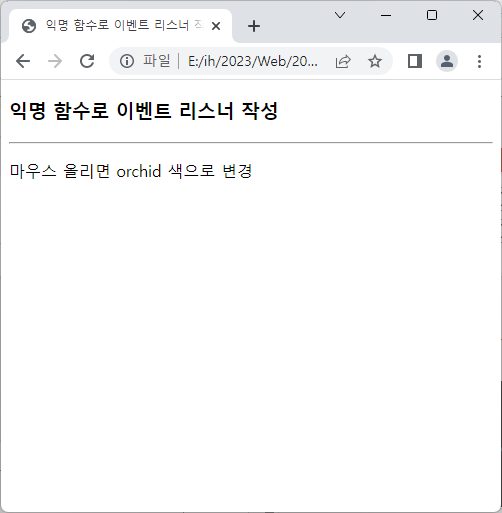 익명 함수로 이벤트 리스너 작
파일 E:/ih/2023/Web/20...
익명 함수로 이벤트 리스너 작성
마우스 올리면 orchid 색으로 변경